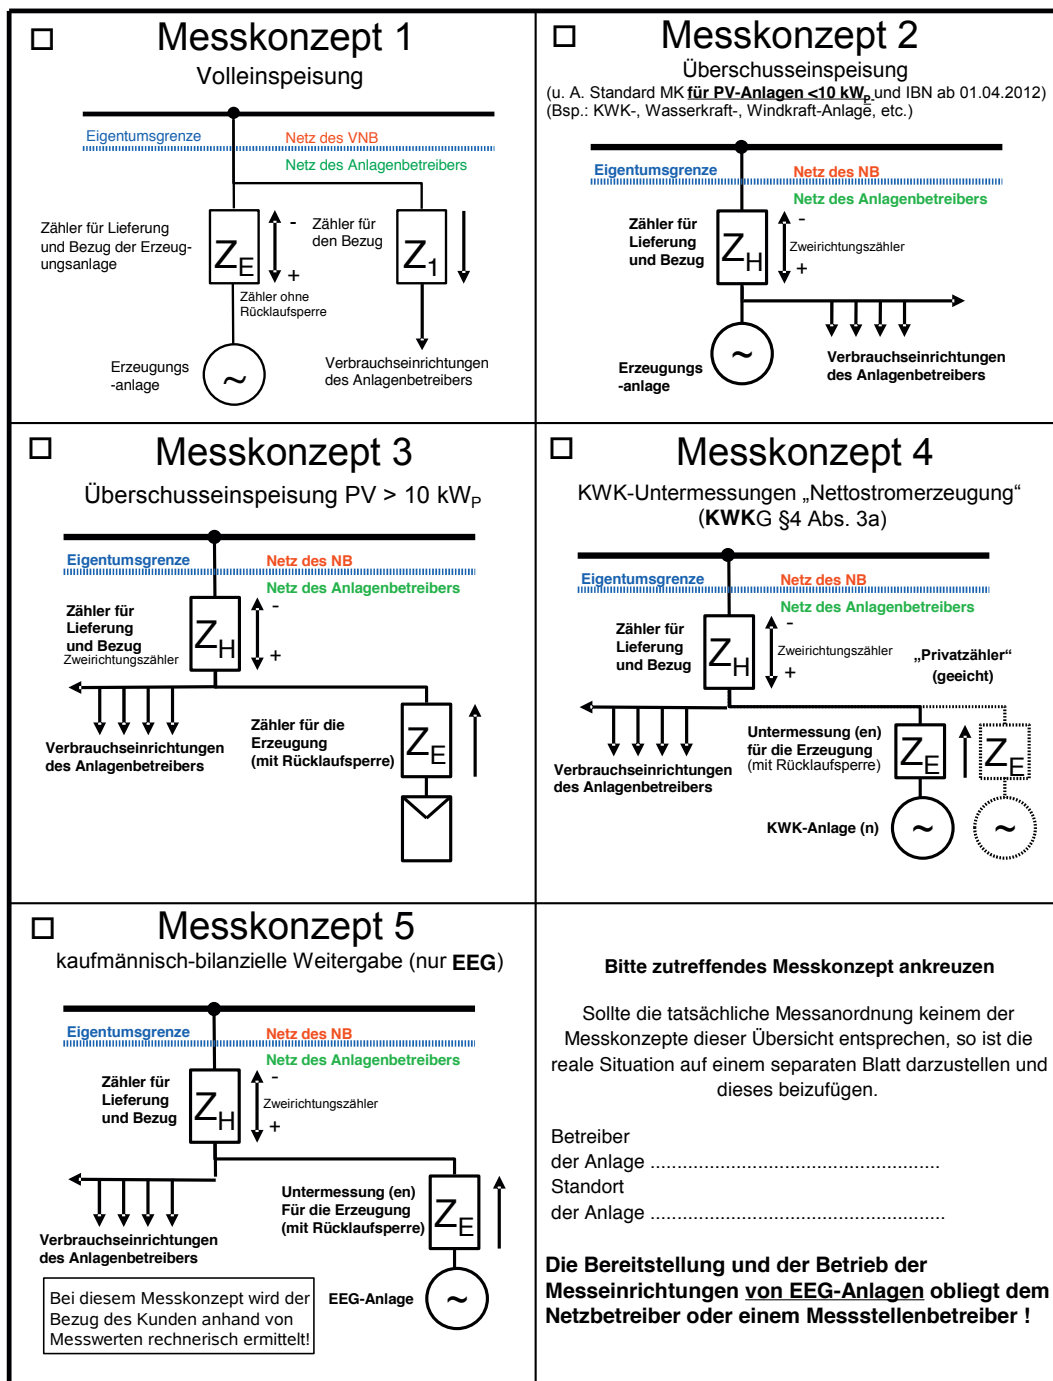 Messkonzept 1
Volleinspeisung
Eigentumsgrenze
Netz des VNB
Netz des Anlagenbetreibers
Zähler für Lieferung
und Bezug der Erzeug-
ungsanlage
ZE
-
+
Zähler ohne
Rücklaufsperre
Zähler für
den Bezug
Z1
Erzeugungs
-anlage
~
Verbrauchseinrichtungen
des Anlagenbetreibers
Messkonzept 2
Überschusseinspeisung
(u. A. Standard MK für PV-Anlagen <10 kWp und IBN ab 01.04.2012)
(Bsp.: KWK-, Wasserkraft-, Windkraft-Anlage, etc.)
Eigentumsgrenze
Netz des NB
Netz des Anlagenbetreibers
Zähler für
Lieferung
und Bezug
ZH
-
Zweirichtungszähler
+
Erzeugungs
-anlage
~
Verbrauchseinrichtungen
des Anlagenbetreibers
Messkonzept 3
Überschusseinspeisung PV > 10 kWP
Eigentumsgrenze
Netz des NB
Netz des Anlagenbetreibers
Zähler für
Lieferung
und Bezug
Zweirichtungszähler
ZH
-
+
Verbrauchseinrichtungen
des Anlagenbetreibers
Zähler für die
Erzeugung
(mit Rücklaufsperre)
ZE
Messkonzept 4
KWK-Untermessungen „Nettostromerzeugung“
(KWKG §4 Abs. 3a)
Eigentumsgrenze
Netz des NB
Netz des Anlagenbetreibers
Zähler für
Lieferung
und Bezug
ZH
-
Zweirichtungszähler
+
„Privatzähler“
(geeicht)
Verbrauchseinrichtungen
des Anlagenbetreibers
Untermessung (en)
für die Erzeugung
(mit Rücklaufsperre)
ZE
ZE
KWK-Anlage (n)
~
~
Messkonzept 5
kaufmännisch-bilanzielle Weitergabe (nur EEG)
Eigentumsgrenze
Netz des NB
Netz des Anlagenbetreibers
Zähler für
Lieferung
und Bezug
ZH
-
Zweirichtungszähler
+
Verbrauchseinrichtungen
des Anlagenbetreibers
Untermessung (en)
Für die Erzeugung
(mit Rücklaufsperre)
ZE
EEG-Anlage
~
Bei diesem Messkonzept wird der
Bezug des Kunden anhand von
Messwerten rechnerisch ermittelt!
Bitte zutreffendes Messkonzept ankreuzen
Sollte die tatsächliche Messanordnung keinem der
Messkonzepte dieser Übersicht entsprechen, so ist die
reale Situation auf einem separaten Blatt darzustellen und
dieses beizufügen.
Betreiber
der Anlage ......................................................
Standort
der Anlage .......................................................
Die Bereitstellung und der Betrieb der
Messeinrichtungen von EEG-Anlagen obliegt dem
Netzbetreiber oder einem Messstellenbetreiber !